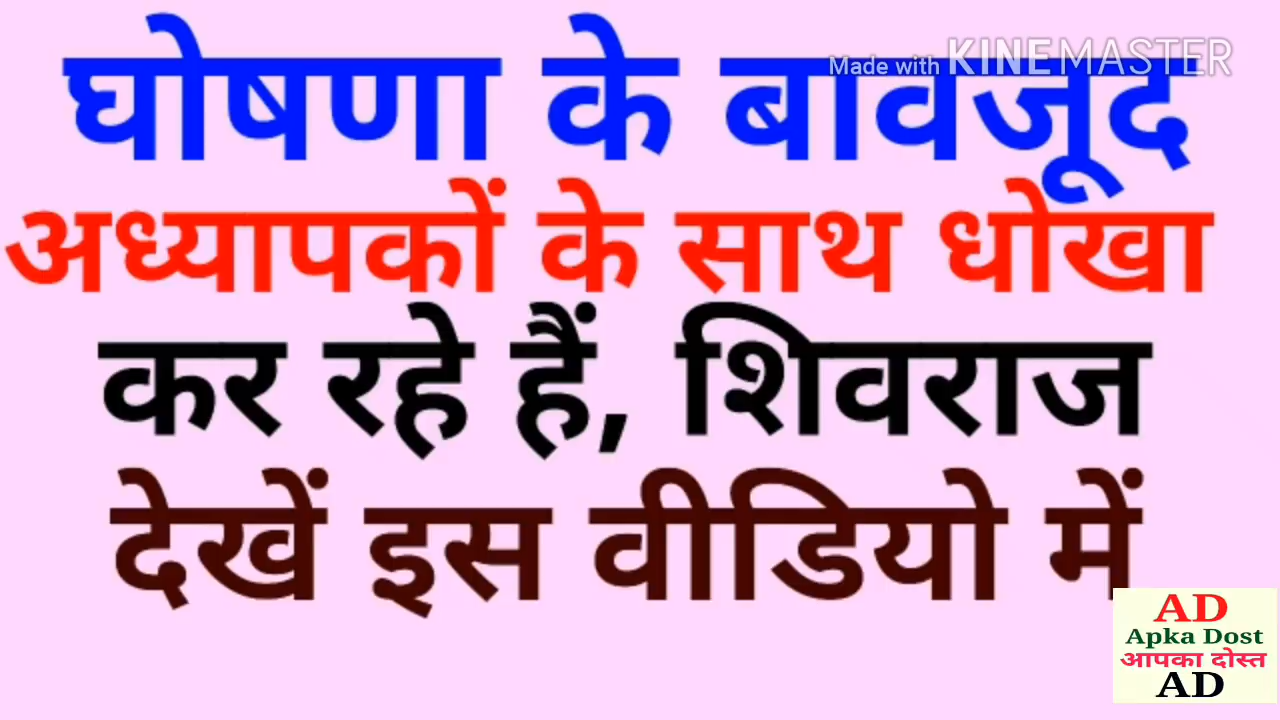 Made with KINEMASTER
घोषणा के बावजूद
अध्यापकों के साथ धोखा
कर रहे हैं, शिवराज
देखें इस वीडियो में
AD
Apka Dost
आपका दोस्त
AD